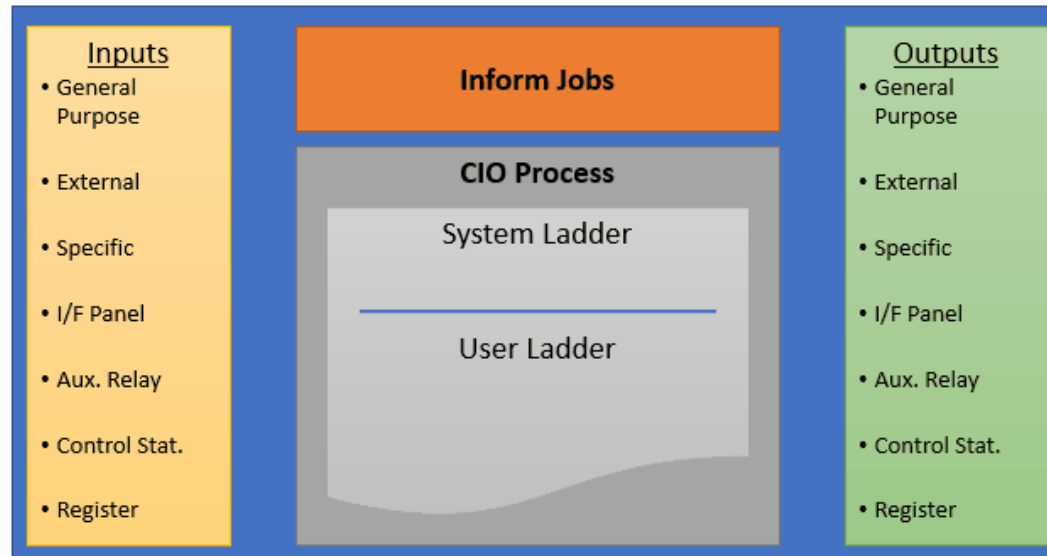 Inputs
• General
Purpose
• External
• Specific
• I/F Panel
• Aux. Relay
• Control Stat.
• Register
Inform Jobs
CIO Process
System Ladder
User Ladder
Outputs
• General
Purpose
• External
• Specific
• I/F Panel
• Aux. Relay
• Control Stat.
• Register